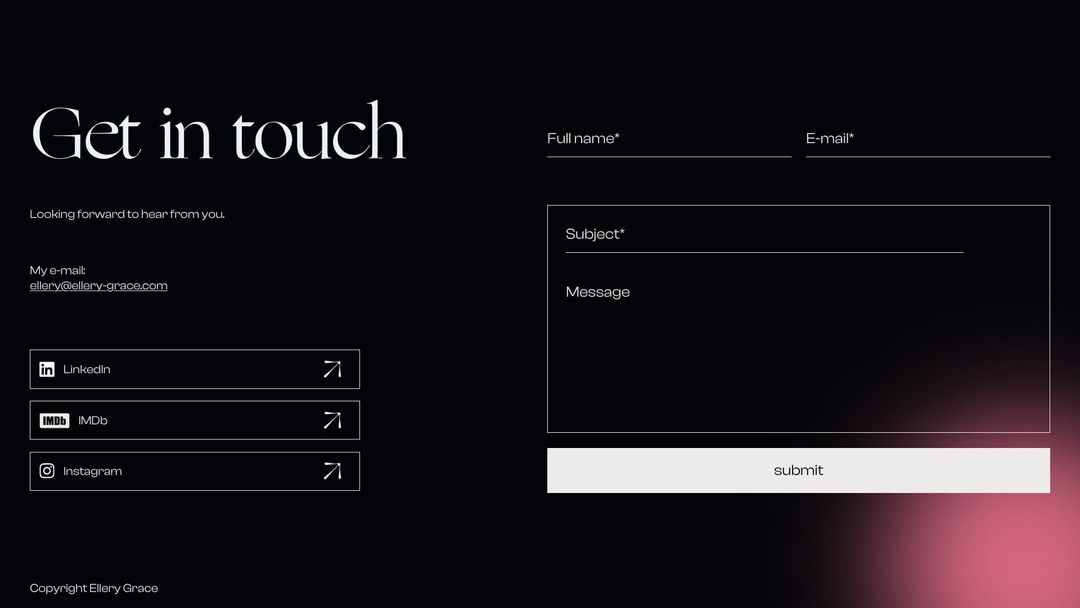 Get in touch
Looking forward to hear from you.
My e-mail:
ellery@ellery-grace.com
in LinkedIn
IMDb IMDb
Instagram
Copyright Ellery Grace
Full name*
E-mail*
Subject*
Message
submit